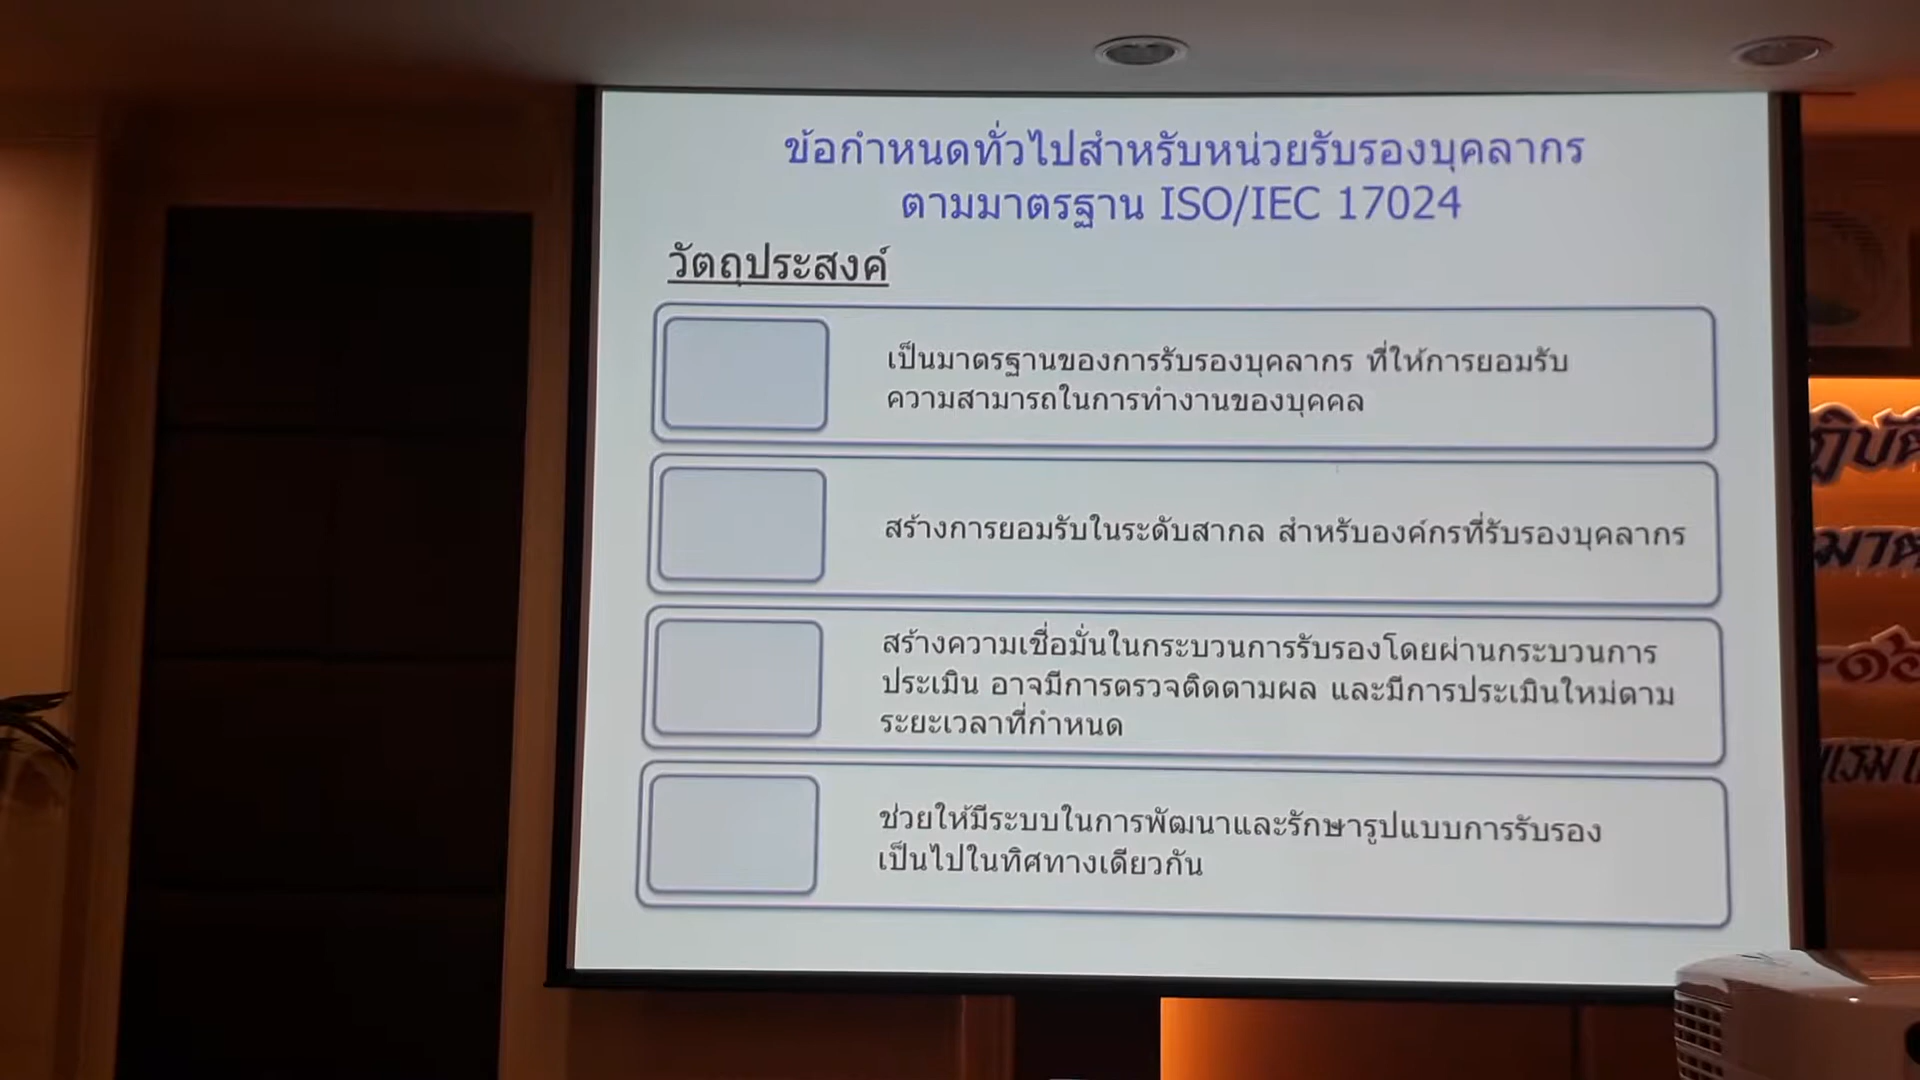 ข้อกำหนดทั่วไปสำหรับหน่วยรับรองบุคลากร
ตามมาตรฐาน ISO/IEC 17024
วัตถุประสงค์
เป็นมาตรฐานของการรับรองบุคลากร ที่ให้การยอมรับ
ความสามารถในการทำงานของบุคคล
สร้างการยอมรับในระดับสากล สำหรับองค์กรที่รับรองบุคลากร
สร้างความเชื่อมั่นในกระบวนการรับรองโดยผ่านกระบวนการ
ประเมิน อาจมีการตรวจติดตามผล และมีการประเมินใหม่ตาม
ระยะเวลาที่กำหนด
ช่วยให้มีระบบในการพัฒนาและรักษารูปแบบการรับรอง
เป็นไปในทิศทางเดียวกัน